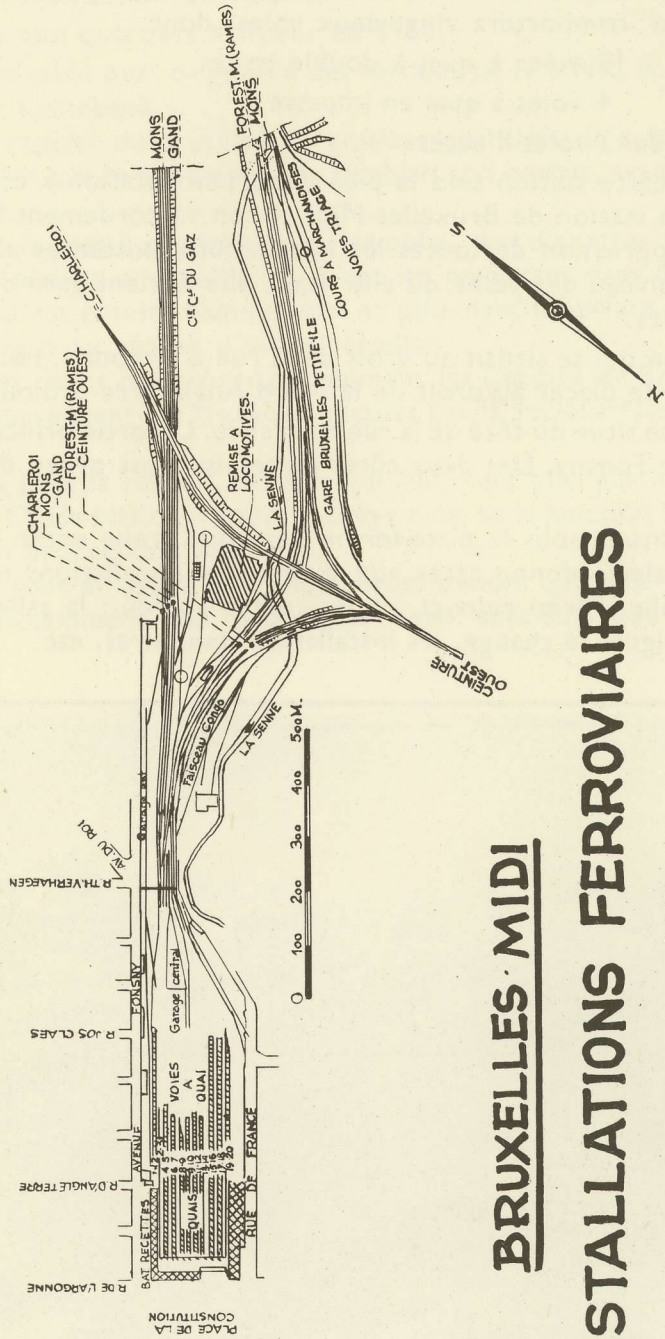 BRUXELLES·MIDI
STALLATIONS FERROVIAIRES
PLACE DE LA
CONSTITUTION
R. DE L'ARGONNE
BAT RECETTES
R. D'ANGLETERRE
AVENUE
FONSNY
R. JOS CLAES
R. TH. VERHAEGEN
AV. DU ROI
QUAIS
VOIES
A
QUAI
RUE DE FRANCE
Garage central
Garage est
Faisceau Congo
LA SENNE
0 100 200 300 400 500 M.
CHARLEROI
MONS
GAND
FOREST-M (RAMES)
CEINTURE OUEST
REMISE A
LOCOMOTIVES.
LA SENNE
CHARLEROI
MONS
GAND
Cie Cle DU GAZ
FOREST. M. (RAMES)
MONS
GARE BRUXELLES PETITE-ILE
COURS A MARCHANDISES
VOIES TRIAGE
CEINTURE
OUEST
S
N